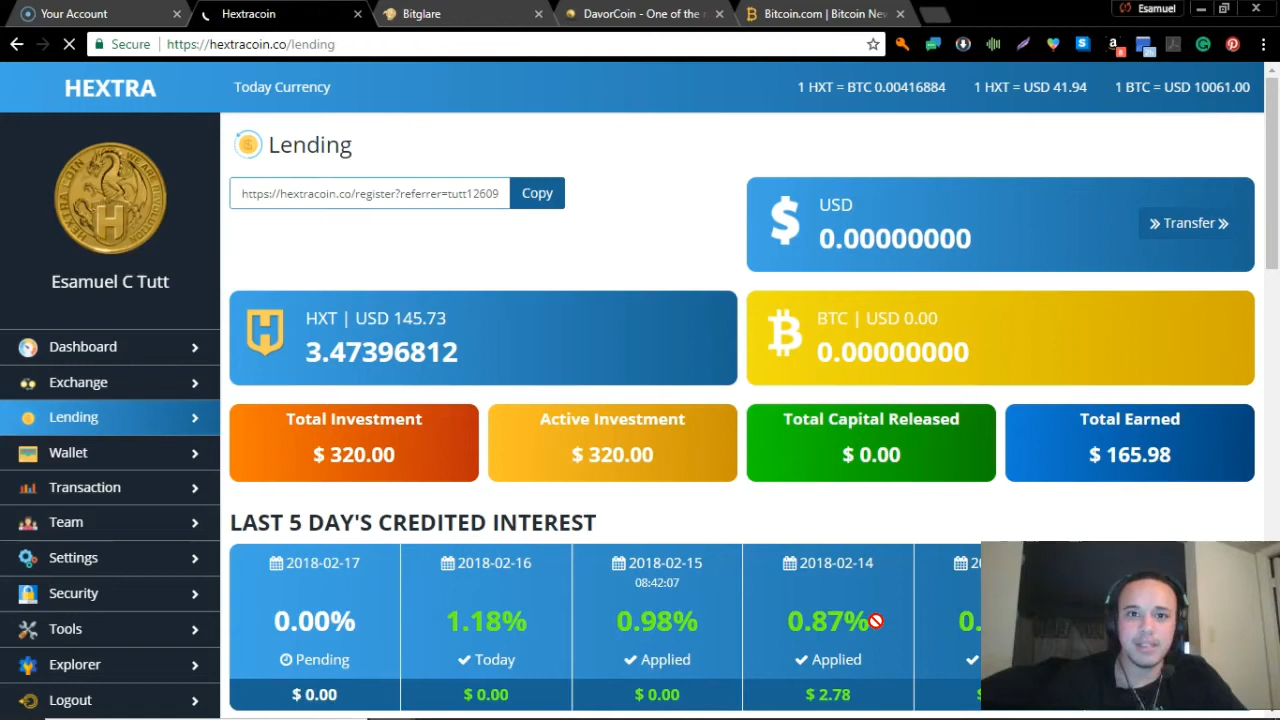 Your Account
Hextracoin
Bitglare
DavorCoin - One of the r
Bitcoin.com | Bitcoin Nev
Esamuel
Secure
https://hextracoin.co/lending
HEXTRA
Today Currency
1 HXT = BTC 0.00416884
1 HXT = USD 41.94
1 BTC = USD 10061.00
Lending
https://hextracoin.co/register?referrer=tutt12609
Copy
USD
0.00000000
Transfer
Esamuel C Tutt
HXT | USD 145.73
3.47396812
BTC | USD 0.00
0.00000000
Dashboard
Exchange
Lending
Wallet
Transaction
Team
Settings
Security
Tools
Explorer
Logout
Total Investment
$ 320.00
Active Investment
$ 320.00
Total Capital Released
$ 0.00
Total Earned
$ 165.98
LAST 5 DAY'S CREDITED INTEREST
2018-02-17
0.00%
Pending
$ 0.00
2018-02-16
1.18%
Today
$ 0.00
2018-02-15
08:42:07
0.98%
Applied
$ 0.00
2018-02-14
0.87%
Applied
$ 2.78
20
0.